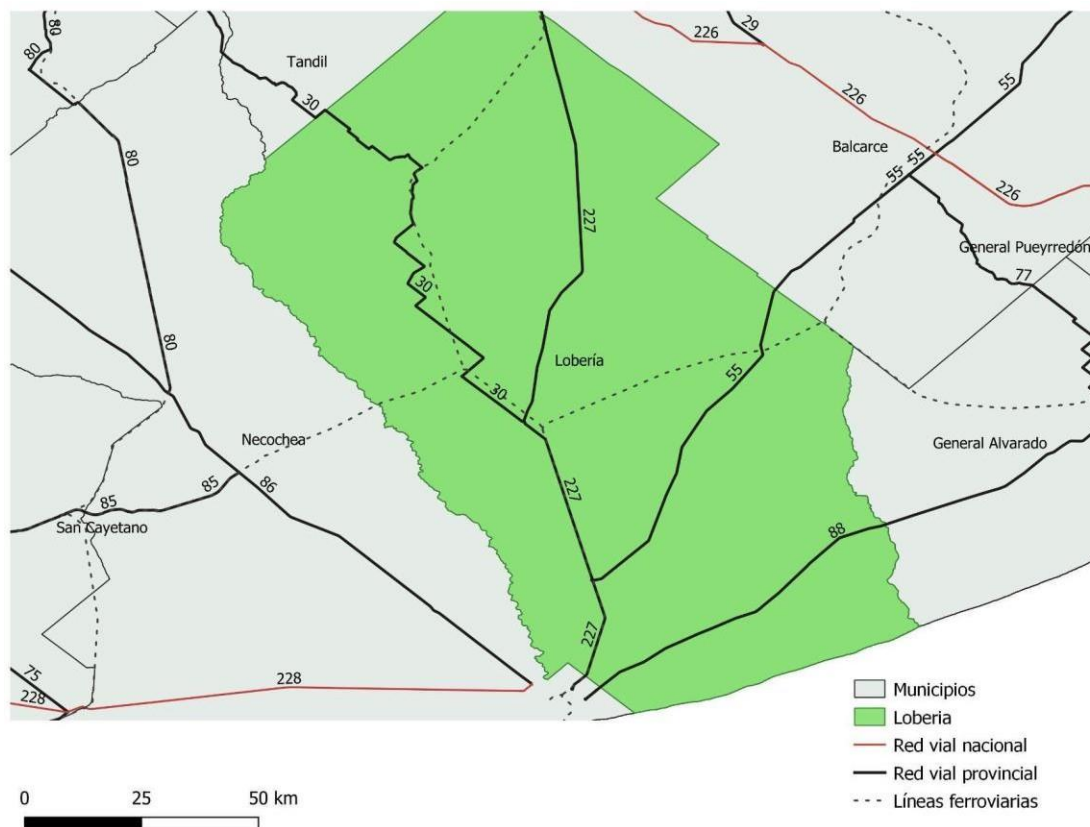 80
29
226
80
Tandil
226
55
30
80
Balcarce
55
55
226
227
General Pueyrredón
77
30
80
Lobería
55
30
Necochea
General Alvarado
85
86
227
85
San Cayetano
88
227
75
228
228
Municipios
Loberia
Red vial nacional
Red vial provincial
Líneas ferroviarias
0 25 50 km